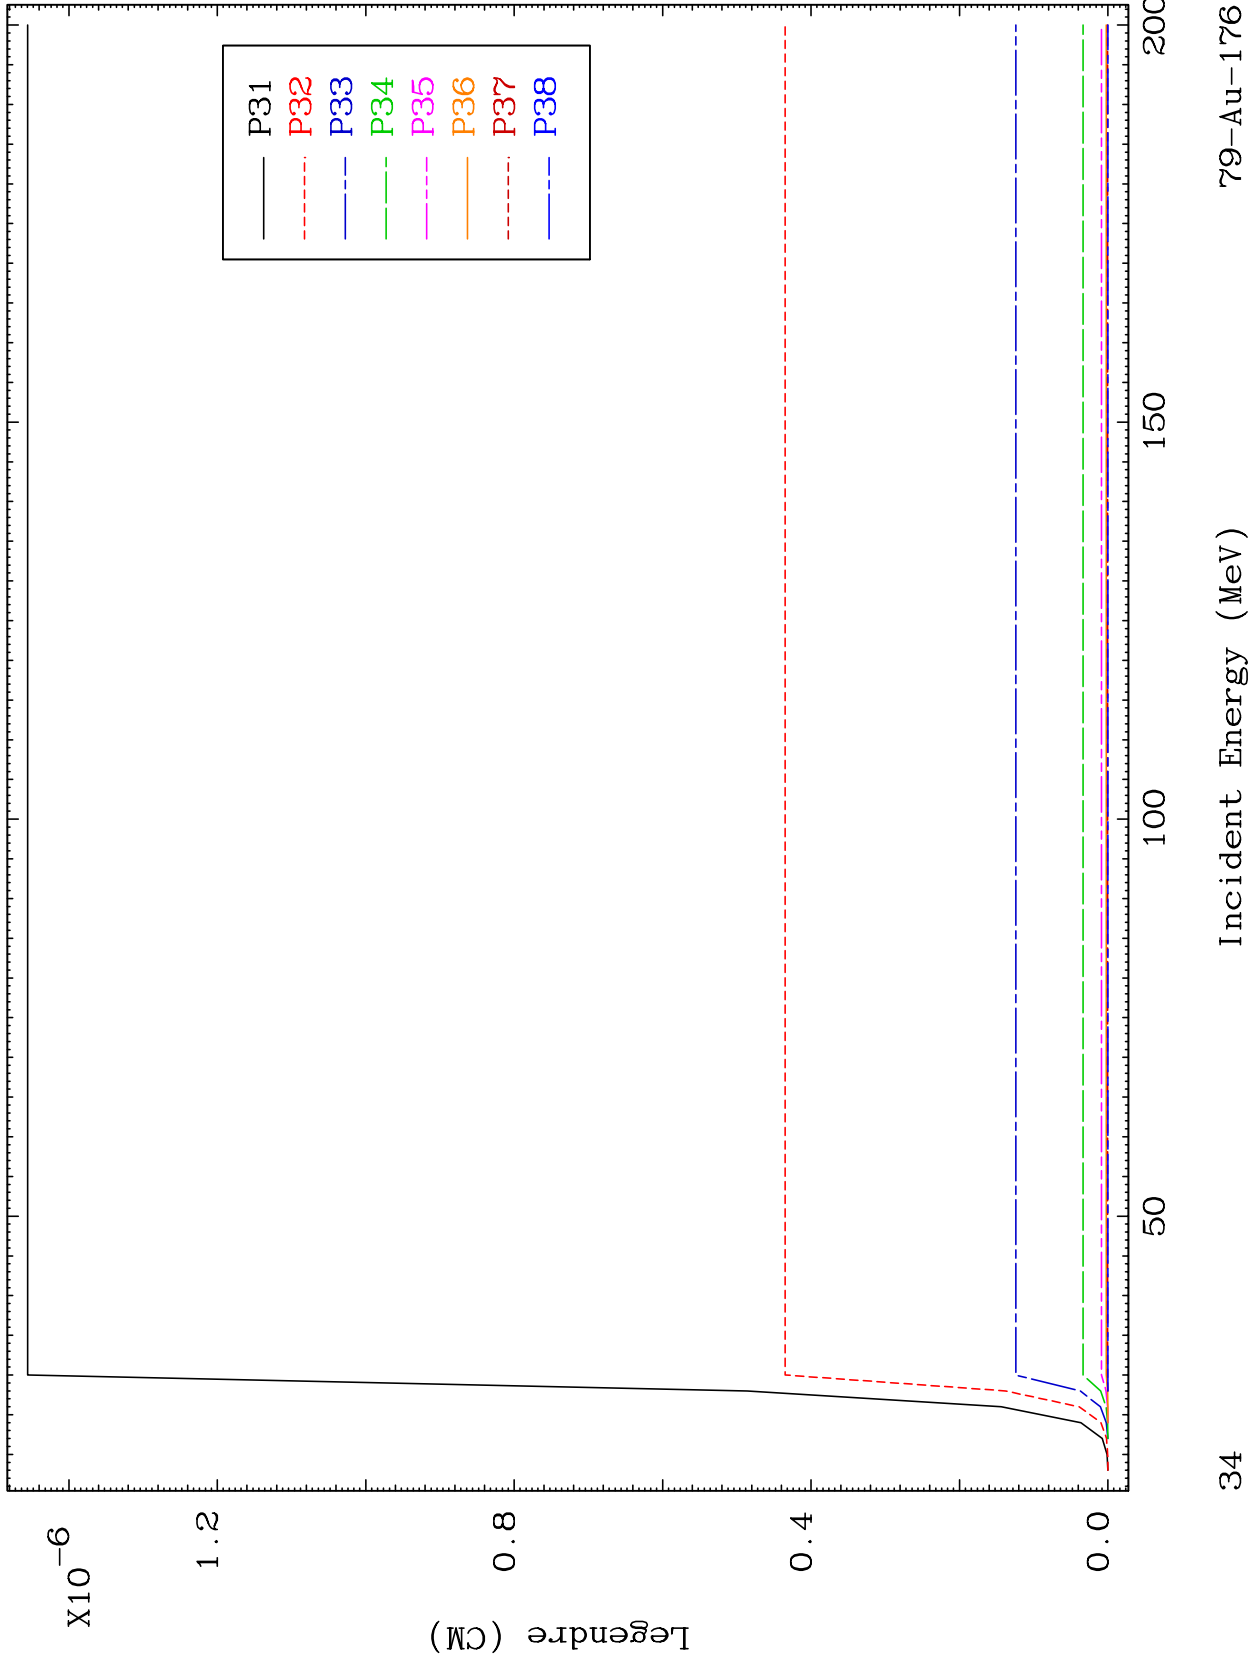 X10-6
1.2
0.8
0.4
0.0
Legendre (CM)
P31
P32
P33
P34
P35
P36
P37
P38
50
100
150
200
34
Incident Energy (MeV)
79-Au-176